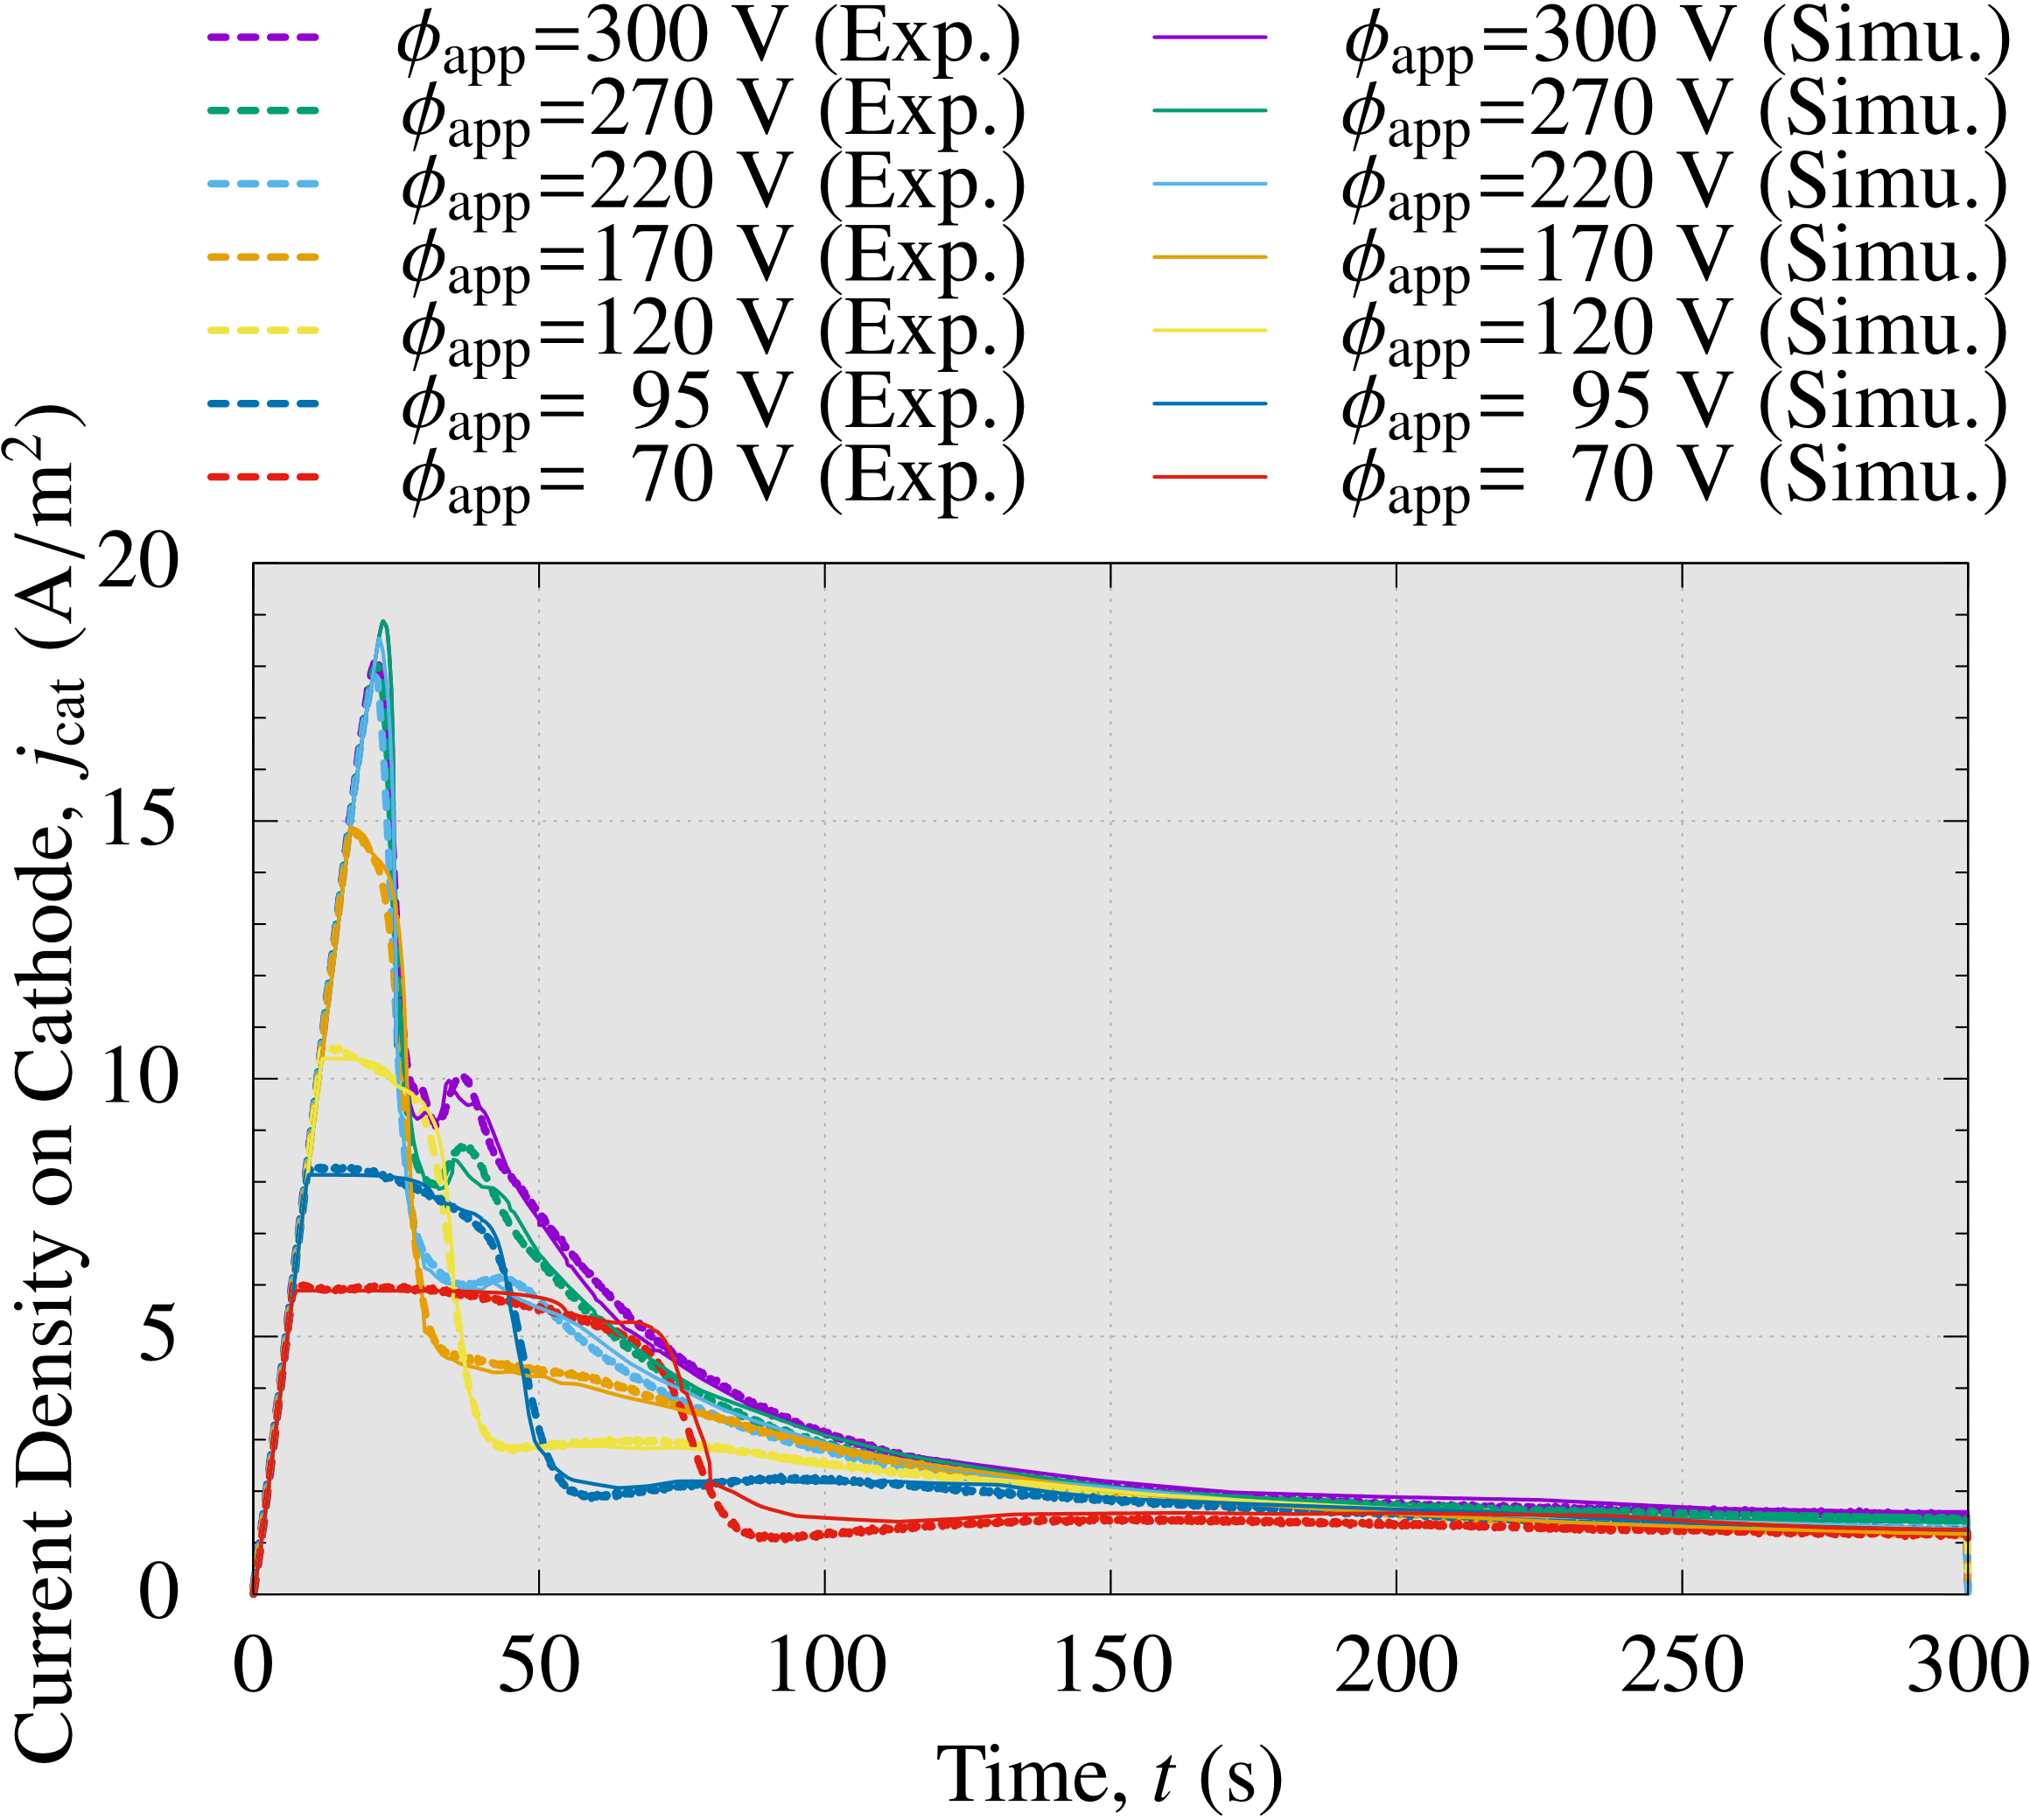 ϕapp=300 V (Exp.) ϕapp=300 V (Simu.)
ϕapp=270 V (Exp.) ϕapp=270 V (Simu.)
ϕapp=220 V (Exp.) ϕapp=220 V (Simu.)
ϕapp=170 V (Exp.) ϕapp=170 V (Simu.)
ϕapp=120 V (Exp.) ϕapp=120 V (Simu.)
ϕapp= 95 V (Exp.) ϕapp= 95 V (Simu.)
ϕapp= 70 V (Exp.) ϕapp= 70 V (Simu.)
Current Density on Cathode, jcat (A/m²)
20
15
10
5
0
0 50 100 150 200 250 300
Time, t (s)